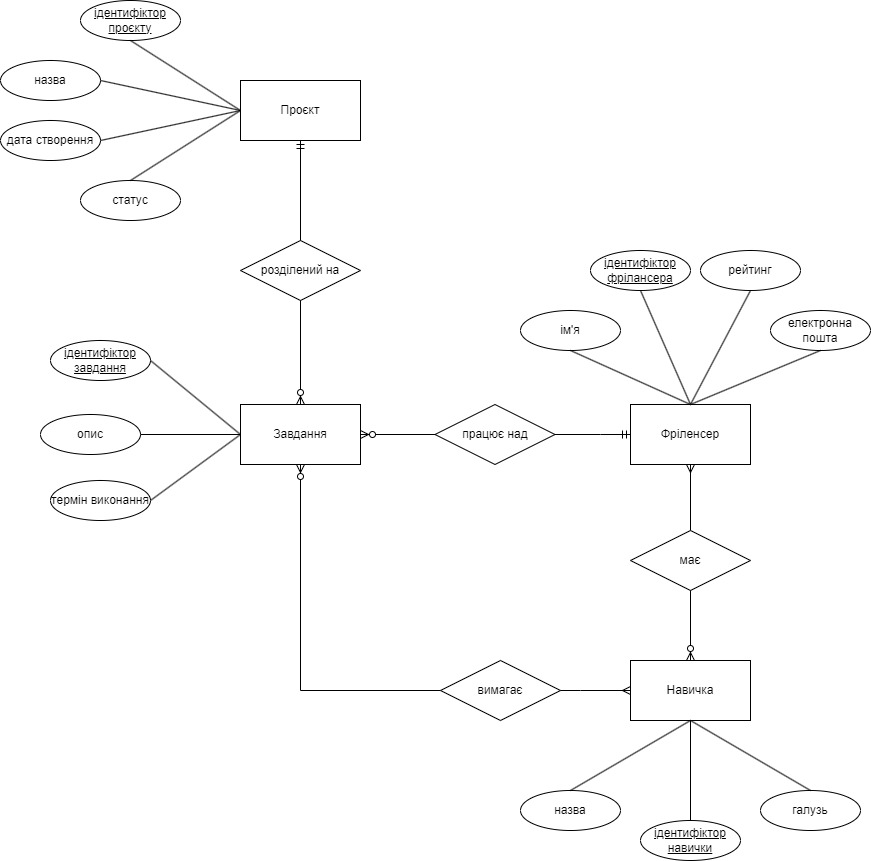 ідентифіктор
проєкту
назва
Проєкт
дата створення
статус
розділений на
ідентифіктор
фрілансера
рейтинг
ім'я
електронна
пошта
ідентифіктор
завдання
опис
Завдання
працює над
Фріленсер
термін виконання
має
вимагає
Навичка
назва
ідентифіктор
навички
галузь